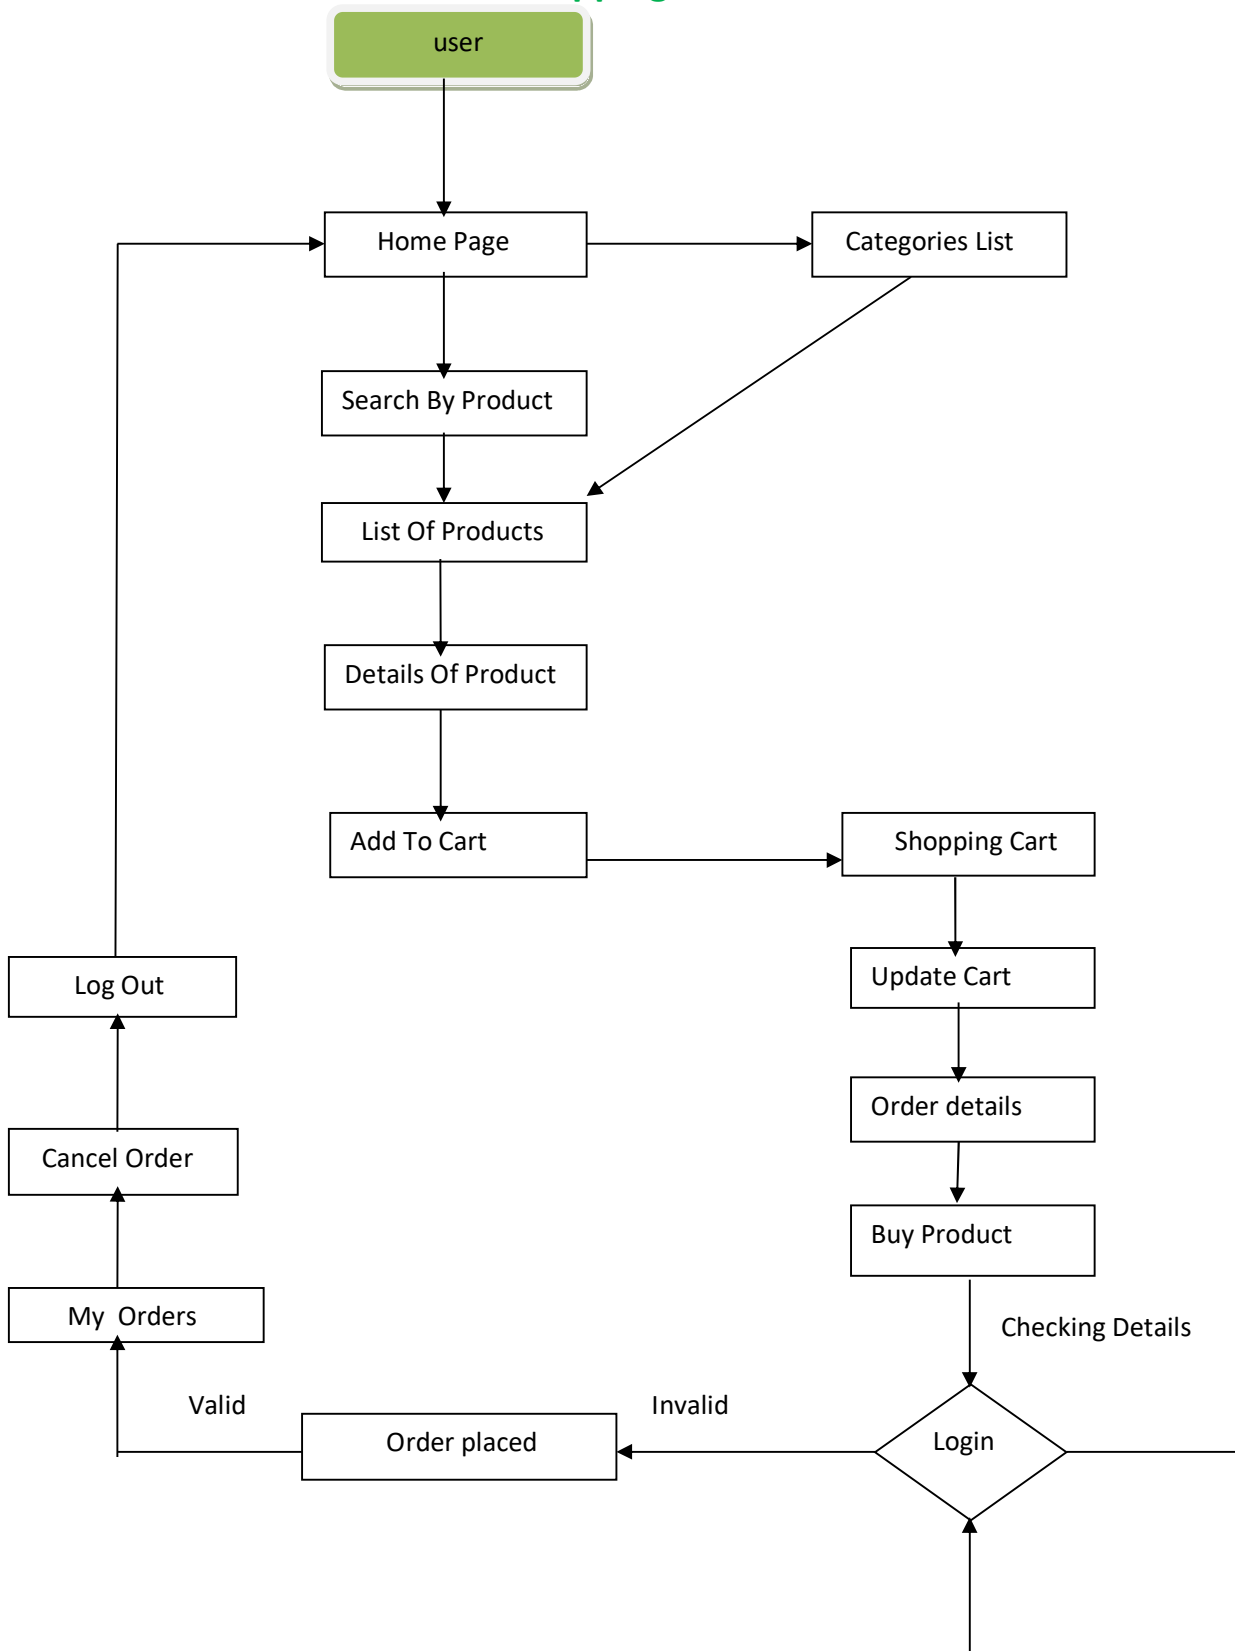 user
Home Page
Categories List
Search By Product
List Of Products
Details Of Product
Add To Cart
Shopping Cart
Log Out
Update Cart
Order details
Cancel Order
Buy Product
My  Orders
Checking Details
Valid
Invalid
Order placed
Login